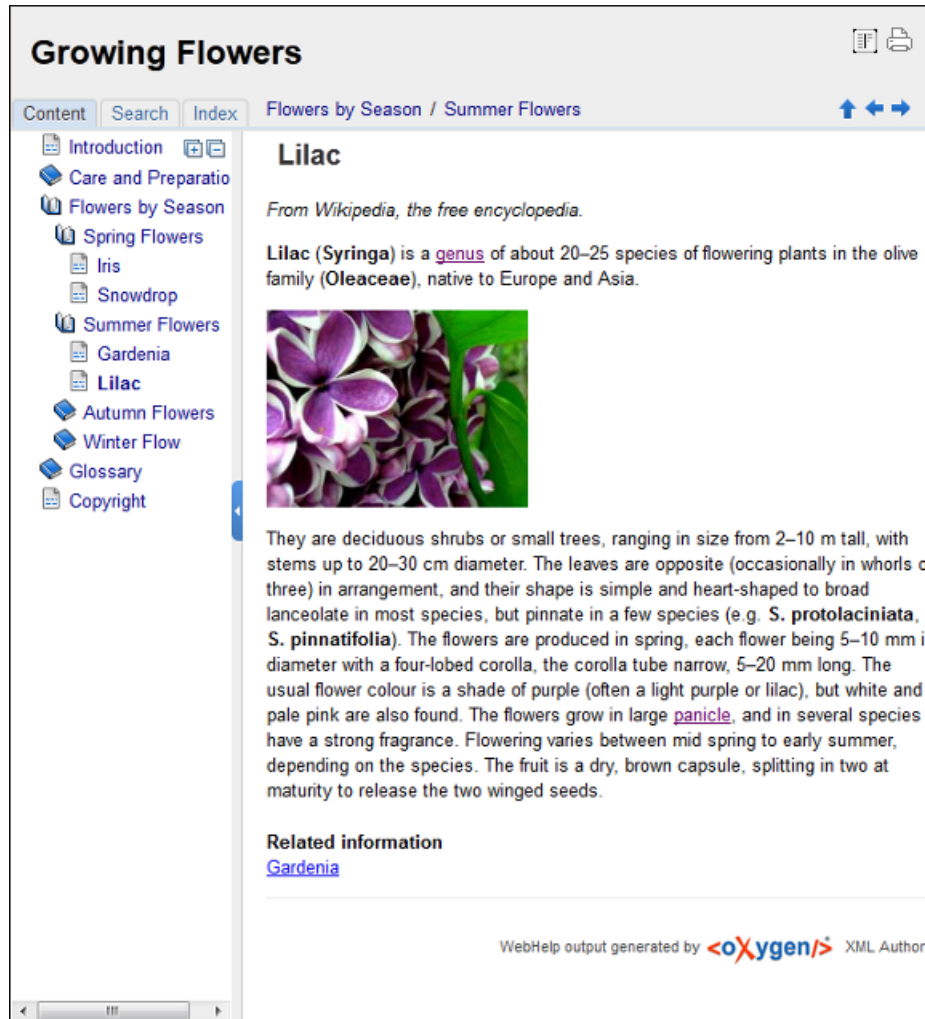 Growing Flowers
Content Search Index
Flowers by Season / Summer Flowers
Introduction
Care and Preparatio
Flowers by Season
Spring Flowers
Iris
Snowdrop
Summer Flowers
Gardenia
Lilac
Autumn Flowers
Winter Flow
Glossary
Copyright
Lilac
From Wikipedia, the free encyclopedia.
Lilac (Syringa) is a genus of about 20–25 species of flowering plants in the olive
family (Oleaceae), native to Europe and Asia.
They are deciduous shrubs or small trees, ranging in size from 2–10 m tall, with
stems up to 20–30 cm diameter. The leaves are opposite (occasionally in whorls o
three) in arrangement, and their shape is simple and heart-shaped to broad
lanceolate in most species, but pinnate in a few species (e.g. S. protolaciniata,
S. pinnatifolia). The flowers are produced in spring, each flower being 5–10 mm i
diameter with a four-lobed corolla, the corolla tube narrow, 5–20 mm long. The
usual flower colour is a shade of purple (often a light purple or lilac), but white and
pale pink are also found. The flowers grow in large panicle, and in several species
have a strong fragrance. Flowering varies between mid spring to early summer,
depending on the species. The fruit is a dry, brown capsule, splitting in two at
maturity to release the two winged seeds.
Related information
Gardenia
WebHelp output generated by <oXygen/> XML Author